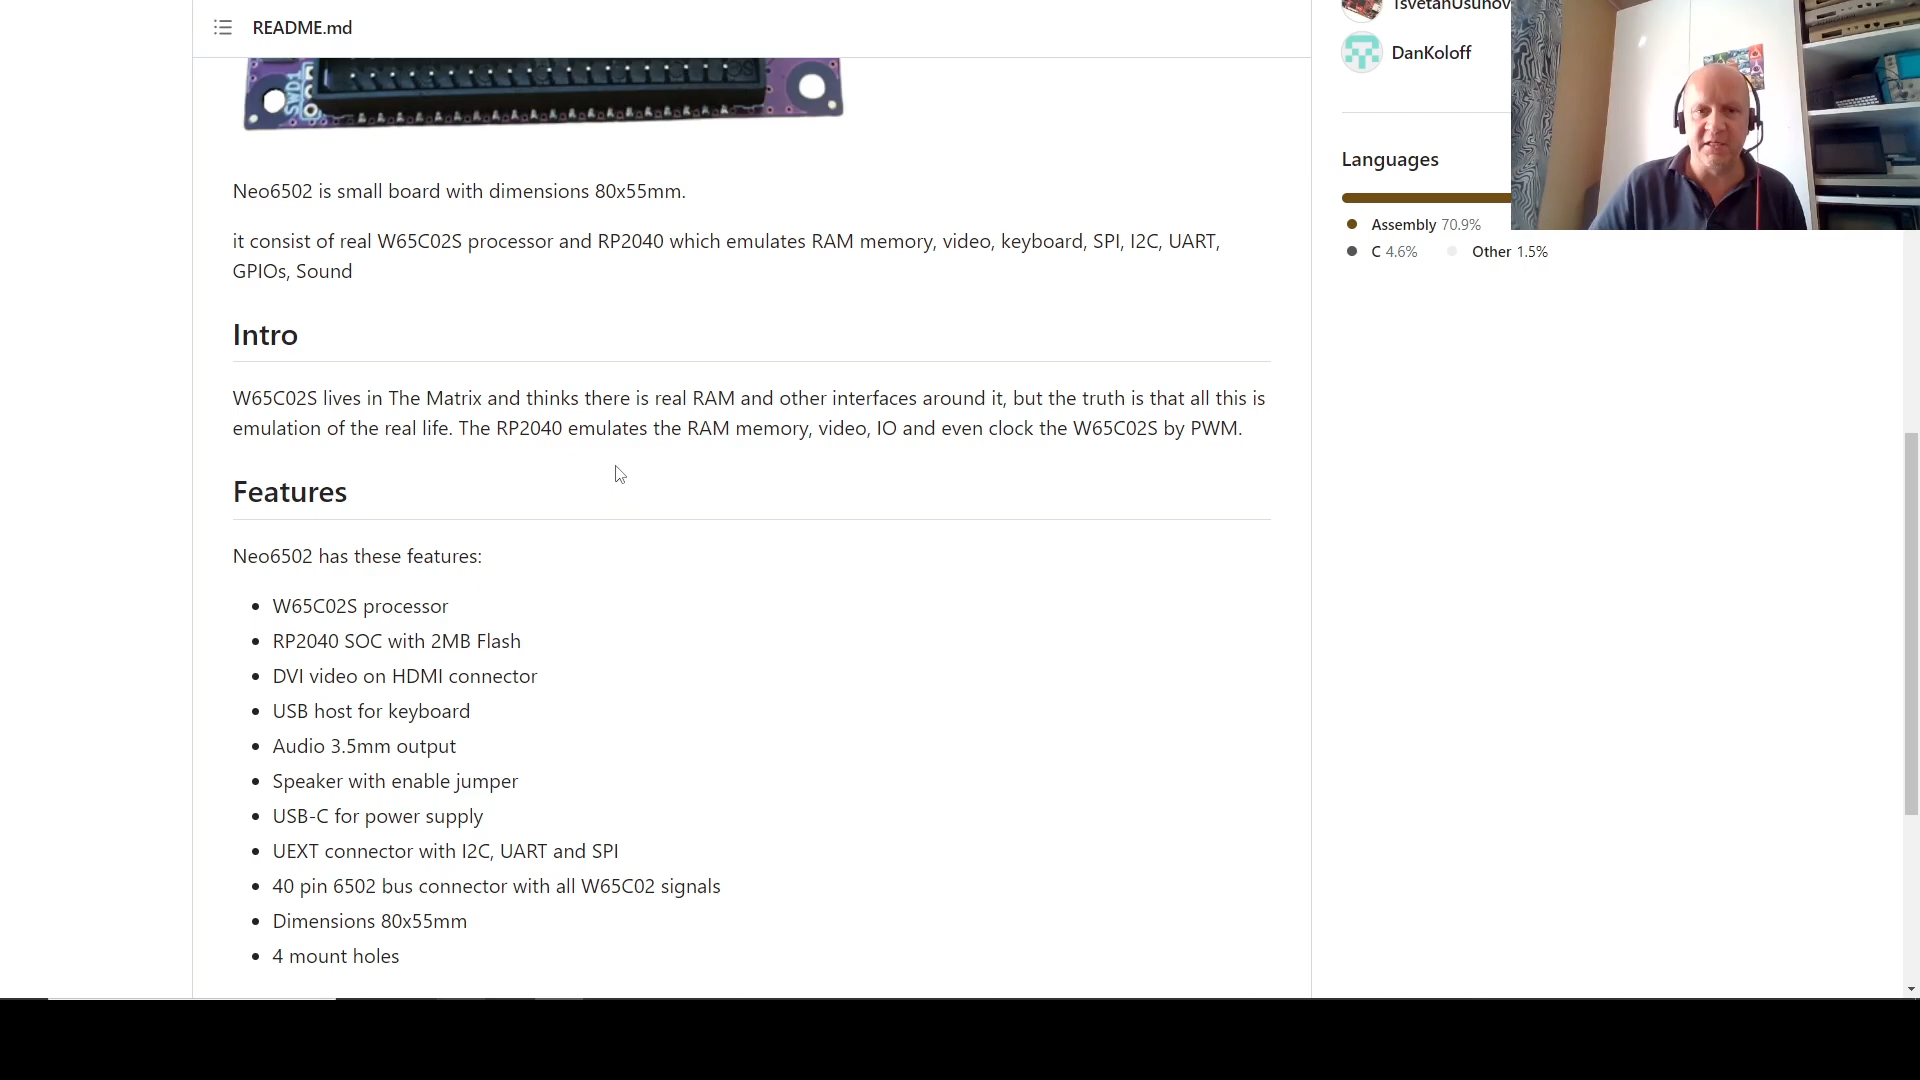 README.md
SWD1
Neo6502 is small board with dimensions 80x55mm.
it consist of real W65C02S processor and RP2040 which emulates RAM memory, video, keyboard, SPI, I2C, UART,
GPIOs, Sound
Intro
W65C02S lives in The Matrix and thinks there is real RAM and other interfaces around it, but the truth is that all this is
emulation of the real life. The RP2040 emulates the RAM memory, video, IO and even clock the W65C02S by PWM.
Features
Neo6502 has these features:
W65C02S processor
RP2040 SOC with 2MB Flash
DVI video on HDMI connector
USB host for keyboard
Audio 3.5mm output
Speaker with enable jumper
USB-C for power supply
UEXT connector with I2C, UART and SPI
40 pin 6502 bus connector with all W65C02 signals
Dimensions 80x55mm
4 mount holes
TsvetanUsunov
DanKoloff
Languages
Assembly 70.9%
C 4.6% Other 1.5%